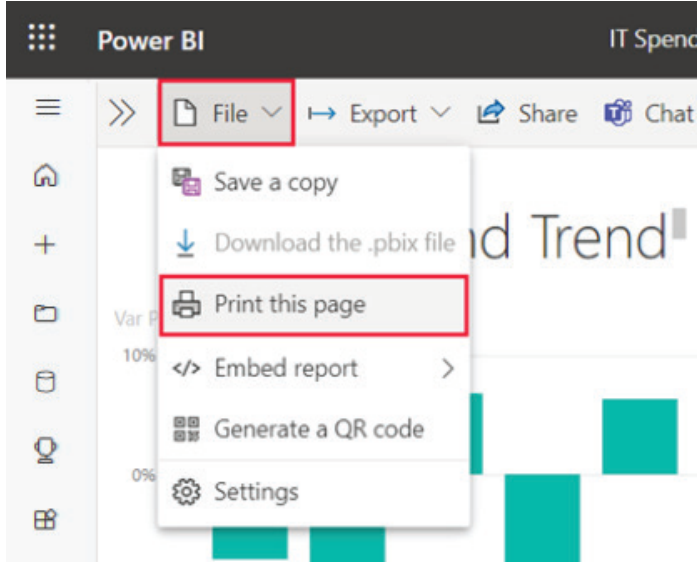 Power BI
IT Spend
File
Export
Share
Chat
Save a copy
Download the .pbix file
Print this page
Embed report
Generate a QR code
Settings
nd Trend
Var P
10%
0%